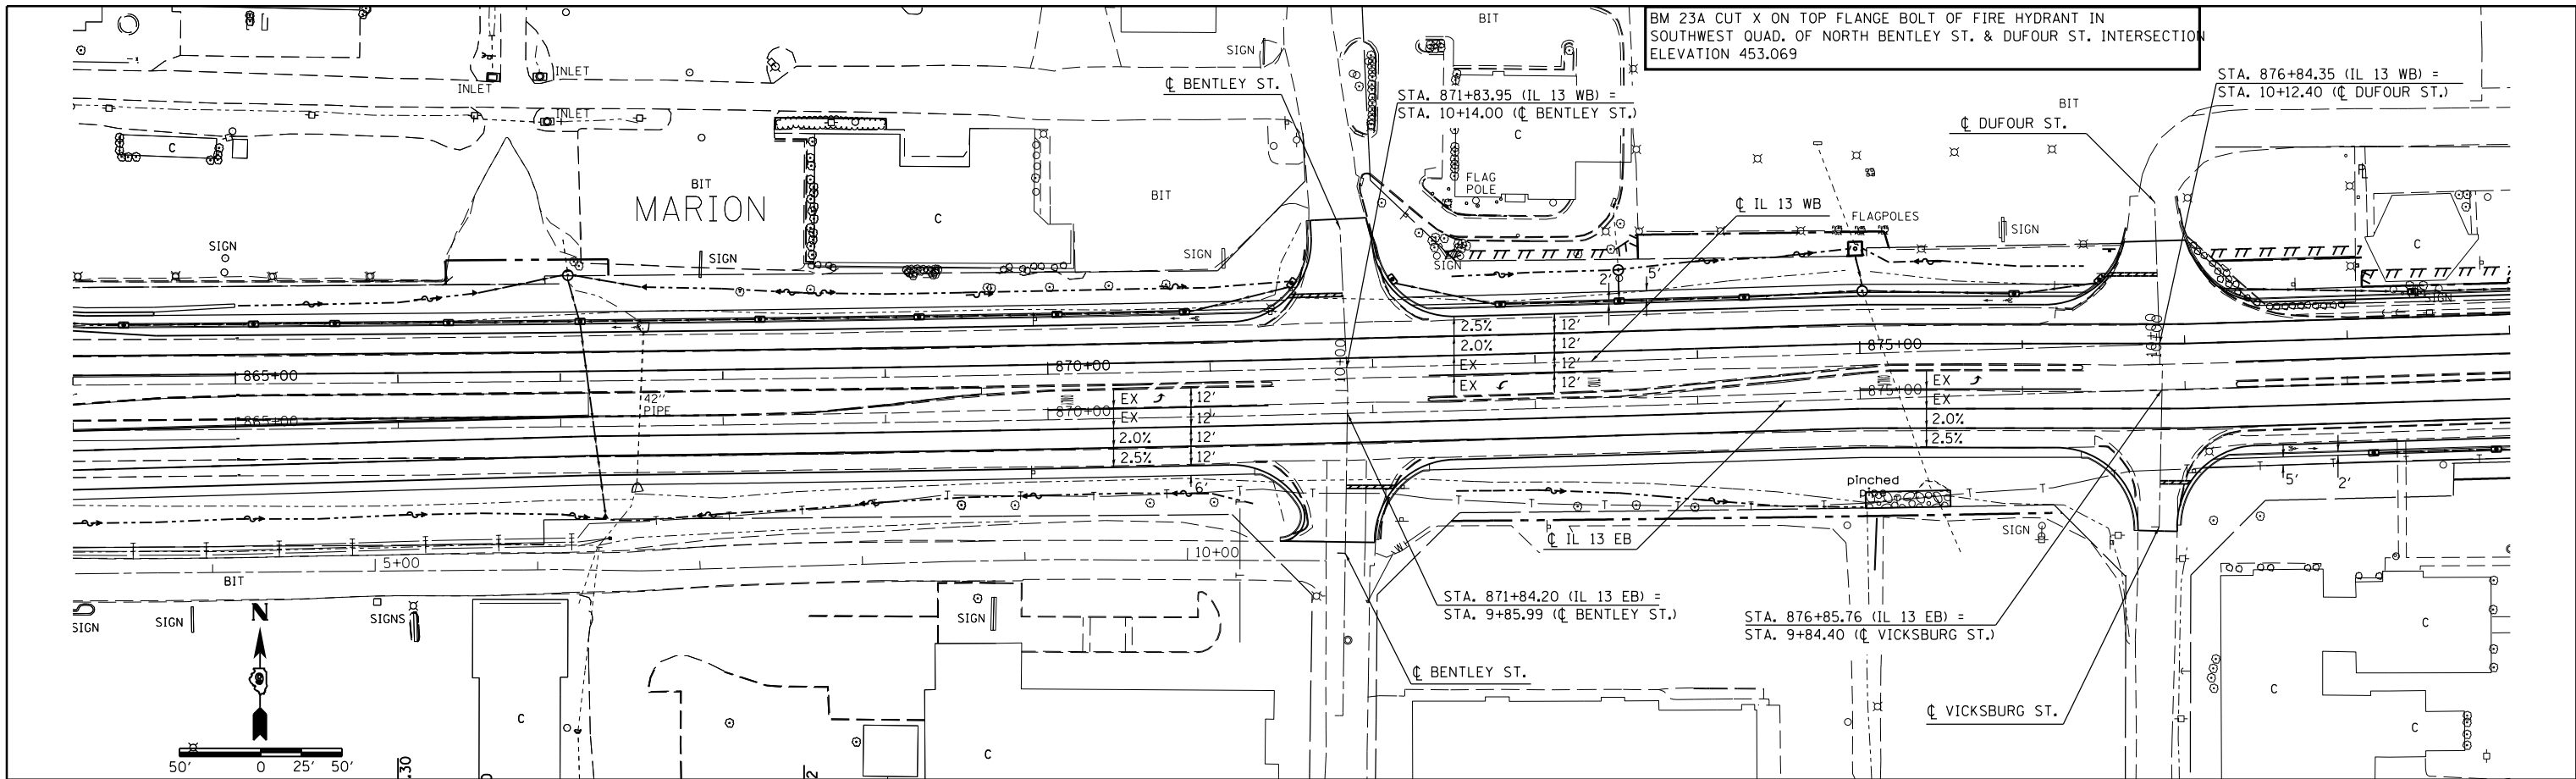 BM 23A CUT X ON TOP FLANGE BOLT OF FIRE HYDRANT IN
SOUTHWEST QUAD. OF NORTH BENTLEY ST. & DUFOUR ST. INTERSECTION
ELEVATION 453.069
BIT
SIGN
INLET
INLET
INLET
℄ BENTLEY ST.
STA. 871+83.95 (IL 13 WB) =
STA. 10+14.00 (℄ BENTLEY ST.)
STA. 876+84.35 (IL 13 WB) =
STA. 10+12.40 (℄ DUFOUR ST.)
BIT
℄ DUFOUR ST.
C
C
BIT
MARION
BIT
C
FLAG
POLE
℄ IL 13 WB
FLAGPOLES
SIGN
C
SIGN
SIGN
SIGN
SIGN
SIGN
2'
5'
2.5%
12'
2.0%
12'
EX
12'
EX
12'
10+00
10+00
865+00
870+00
875+00
865+00
870+00
875+00
42"
PIPE
EX
12'
EX
12'
2.0%
12'
2.5%
12'
6'
EX
EX
2.0%
2.5%
5'
2'
pinched
pipe
SIGN
℄ IL 13 EB
W
5+00
10+00
BIT
SIGN
SIGN
SIGNS
SIGN
N
STA. 871+84.20 (IL 13 EB) =
STA. 9+85.99 (℄ BENTLEY ST.)
STA. 876+85.76 (IL 13 EB) =
STA. 9+84.40 (℄ VICKSBURG ST.)
C
℄ BENTLEY ST.
℄ VICKSBURG ST.
C
C
C
C
50'
0
25'
50'
.30